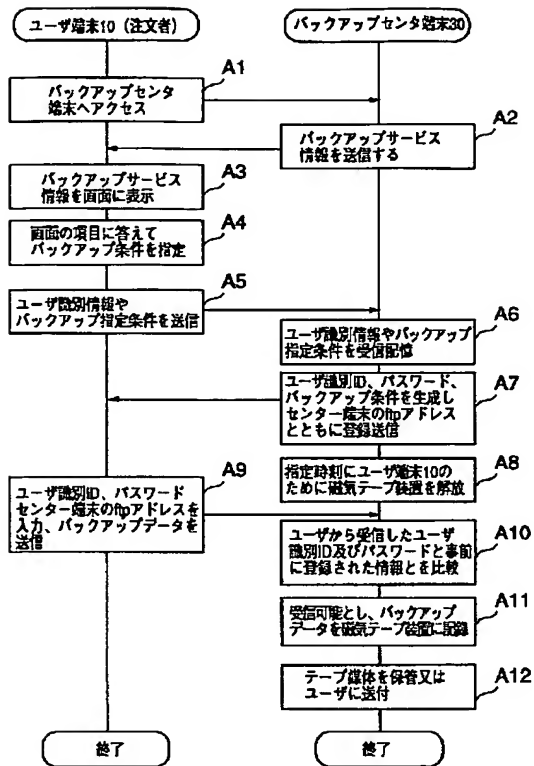 ユーザ端末10 (注文者)
バックアップセンタ端末30
A1
バックアップセンタ
端末へアクセス
A2
バックアップサービス
情報を送信する
A3
バックアップサービス
情報を画面に表示
A4
画面の項目に答えて
バックアップ条件を指定
A5
ユーザ識別情報や
バックアップ指定条件を送信
A6
ユーザ識別情報やバックアップ
指定条件を受信記憶
A7
ユーザ識別ID、パスワード、
バックアップ条件を生成し
センター端末のftpアドレス
とともに登録送信
A8
指定時刻にユーザ端末10の
ために磁気テープ装置を解放
A9
ユーザ識別ID、パスワード
センター端末のftpアドレスを
入力、バックアップデータを
送信
A10
ユーザから受信したユーザ
識別ID及びパスワードと事前
に登録された情報とを比較
A11
受信可能とし、バックアップ
データを磁気テープ装置に記録
A12
テープ媒体を保管又は
ユーザに送付
終了
終了